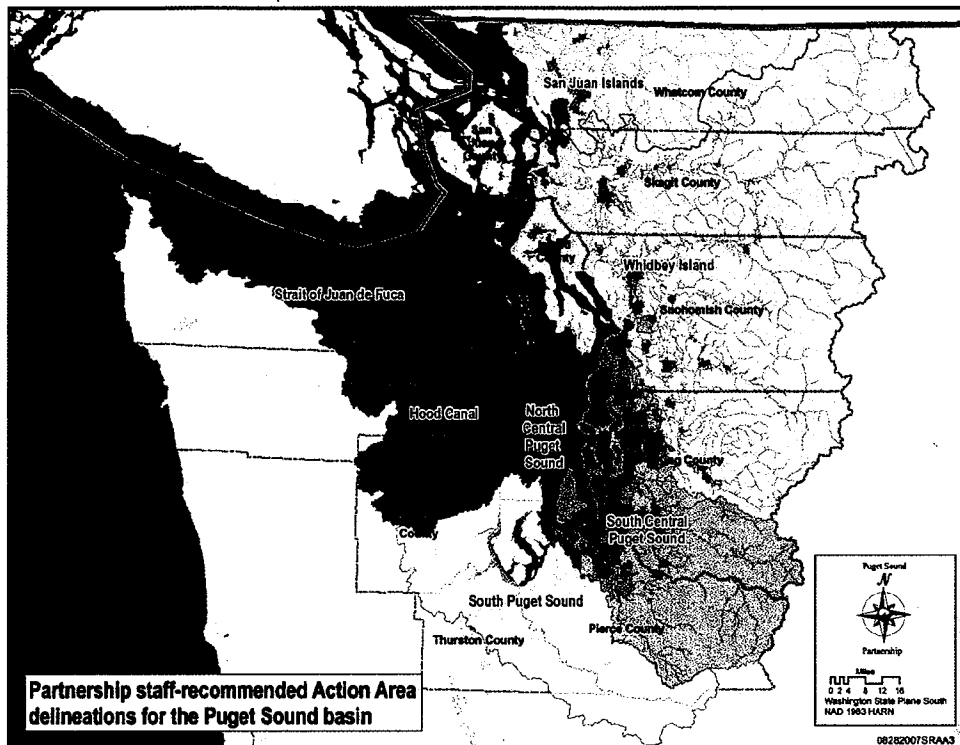 San Juan Islands
Whatcom County
San
Skagit County
County
Whidbey Island
Strait of Juan de Fuca
Snohomish County
Hood Canal
North
Central
Puget
Sound
County
South Central
Puget Sound
County
South Puget Sound
Pierce County
Thurston County
Puget Sound
N
Partnership
Miles
0 2 4 8 12 16
Washington State Plane South
NAD 1983 HARN
Partnership staff-recommended Action Area
delineations for the Puget Sound basin
08282007SRAA3